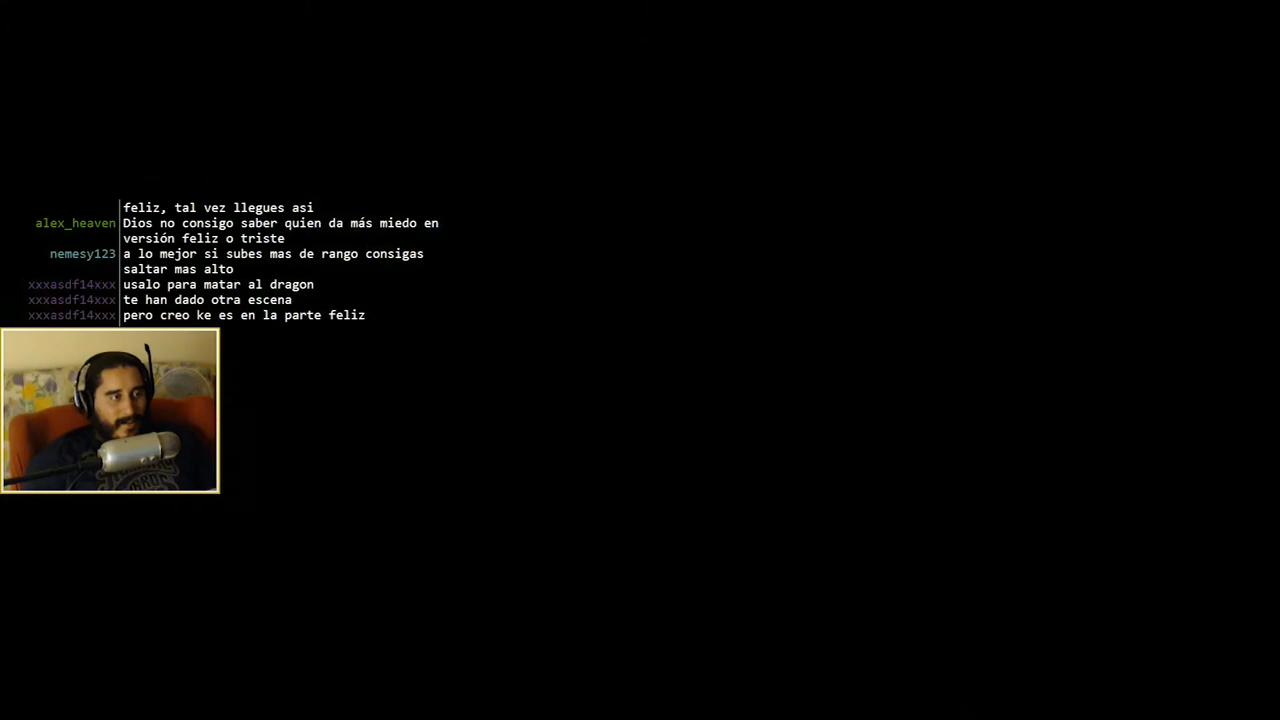 feliz, tal vez llegues asi
alex_heaven Dios no consigo saber quien da más miedo en
versión feliz o triste
nemesy123 a lo mejor si subes mas de rango consigas
saltar mas alto
xxxasdf14xxx usalo para matar al dragon
xxxasdf14xxx te han dado otra escena
xxxasdf14xxx pero creo ke es en la parte feliz